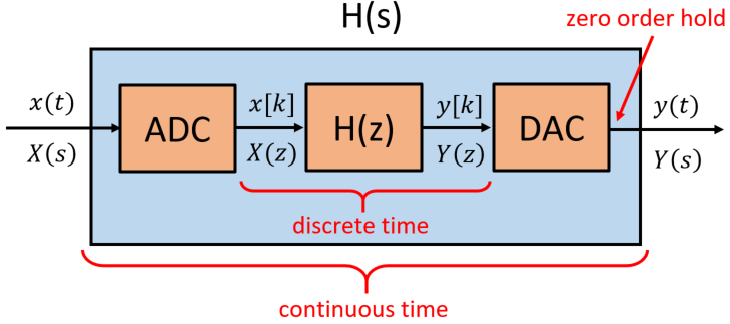 H(s)
zero order hold
x(t)
x[k]
y[k]
y(t)
ADC
H(z)
DAC
X(s)
X(z)
Y(z)
Y(s)
discrete time
continuous time